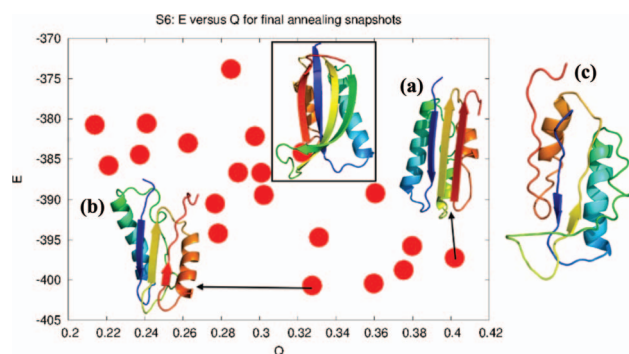 S6: E versus Q for final annealing snapshots
-370
-375
-380
-385
-390
-395
-400
-405
E
(a)
(b)
(c)
0.2 0.22 0.24 0.26 0.28 0.3 0.32 0.34 0.36 0.38 0.4 0.42
Q